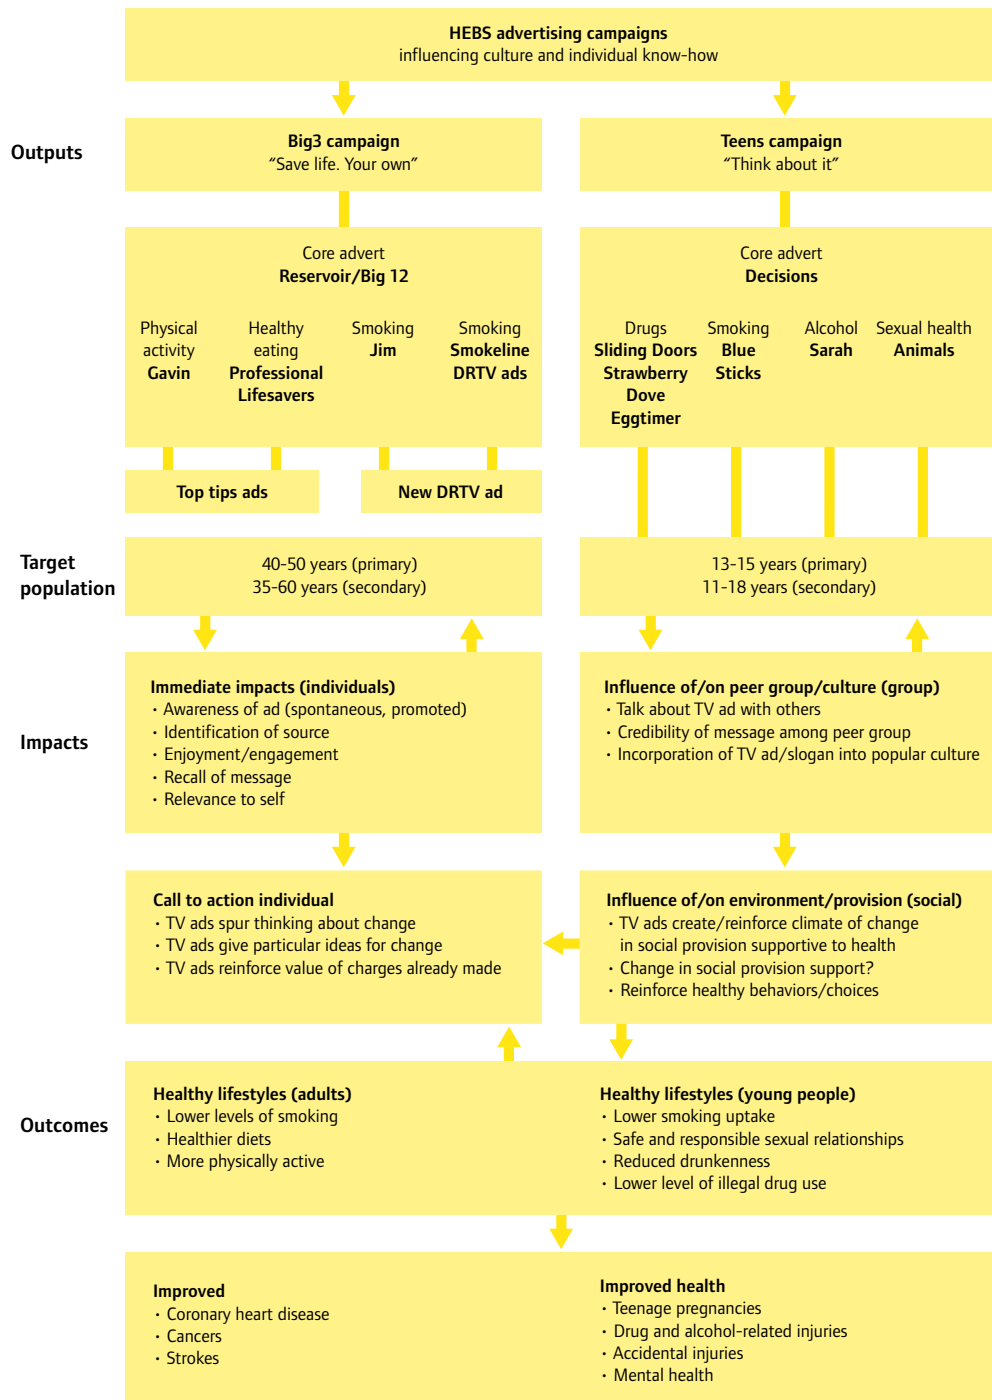 HEBS advertising campaigns
influencing culture and individual know-how
Outputs
Big3 campaign
“Save life. Your own”
Teens campaign
“Think about it”
Core advert
Reservoir/Big 12
Physical
activity
Gavin
Healthy
eating
Professional
Lifesavers
Smoking
Jim
Smoking
Smokeline
DRTV ads
Core advert
Decisions
Drugs
Sliding Doors
Strawberry
Dove
Eggtimer
Smoking
Blue
Sticks
Alcohol
Sarah
Sexual health
Animals
Top tips ads
New DRTV ad
Target
population
40-50 years (primary)
35-60 years (secondary)
13-15 years (primary)
11-18 years (secondary)
Impacts
Immediate impacts (individuals)
· Awareness of ad (spontaneous, promoted)
· Identification of source
· Enjoyment/engagement
· Recall of message
· Relevance to self
Influence of/on peer group/culture (group)
· Talk about TV ad with others
· Credibility of message among peer group
· Incorporation of TV ad/slogan into popular culture
Call to action individual
· TV ads spur thinking about change
· TV ads give particular ideas for change
· TV ads reinforce value of charges already made
Influence of/on environment/provision (social)
· TV ads create/reinforce climate of change
in social provision supportive to health
· Change in social provision support?
· Reinforce healthy behaviors/choices
Outcomes
Healthy lifestyles (adults)
· Lower levels of smoking
· Healthier diets
· More physically active
Healthy lifestyles (young people)
· Lower smoking uptake
· Safe and responsible sexual relationships
· Reduced drunkenness
· Lower level of illegal drug use
Improved
· Coronary heart disease
· Cancers
· Strokes
Improved health
· Teenage pregnancies
· Drug and alcohol-related injuries
· Accidental injuries
· Mental health